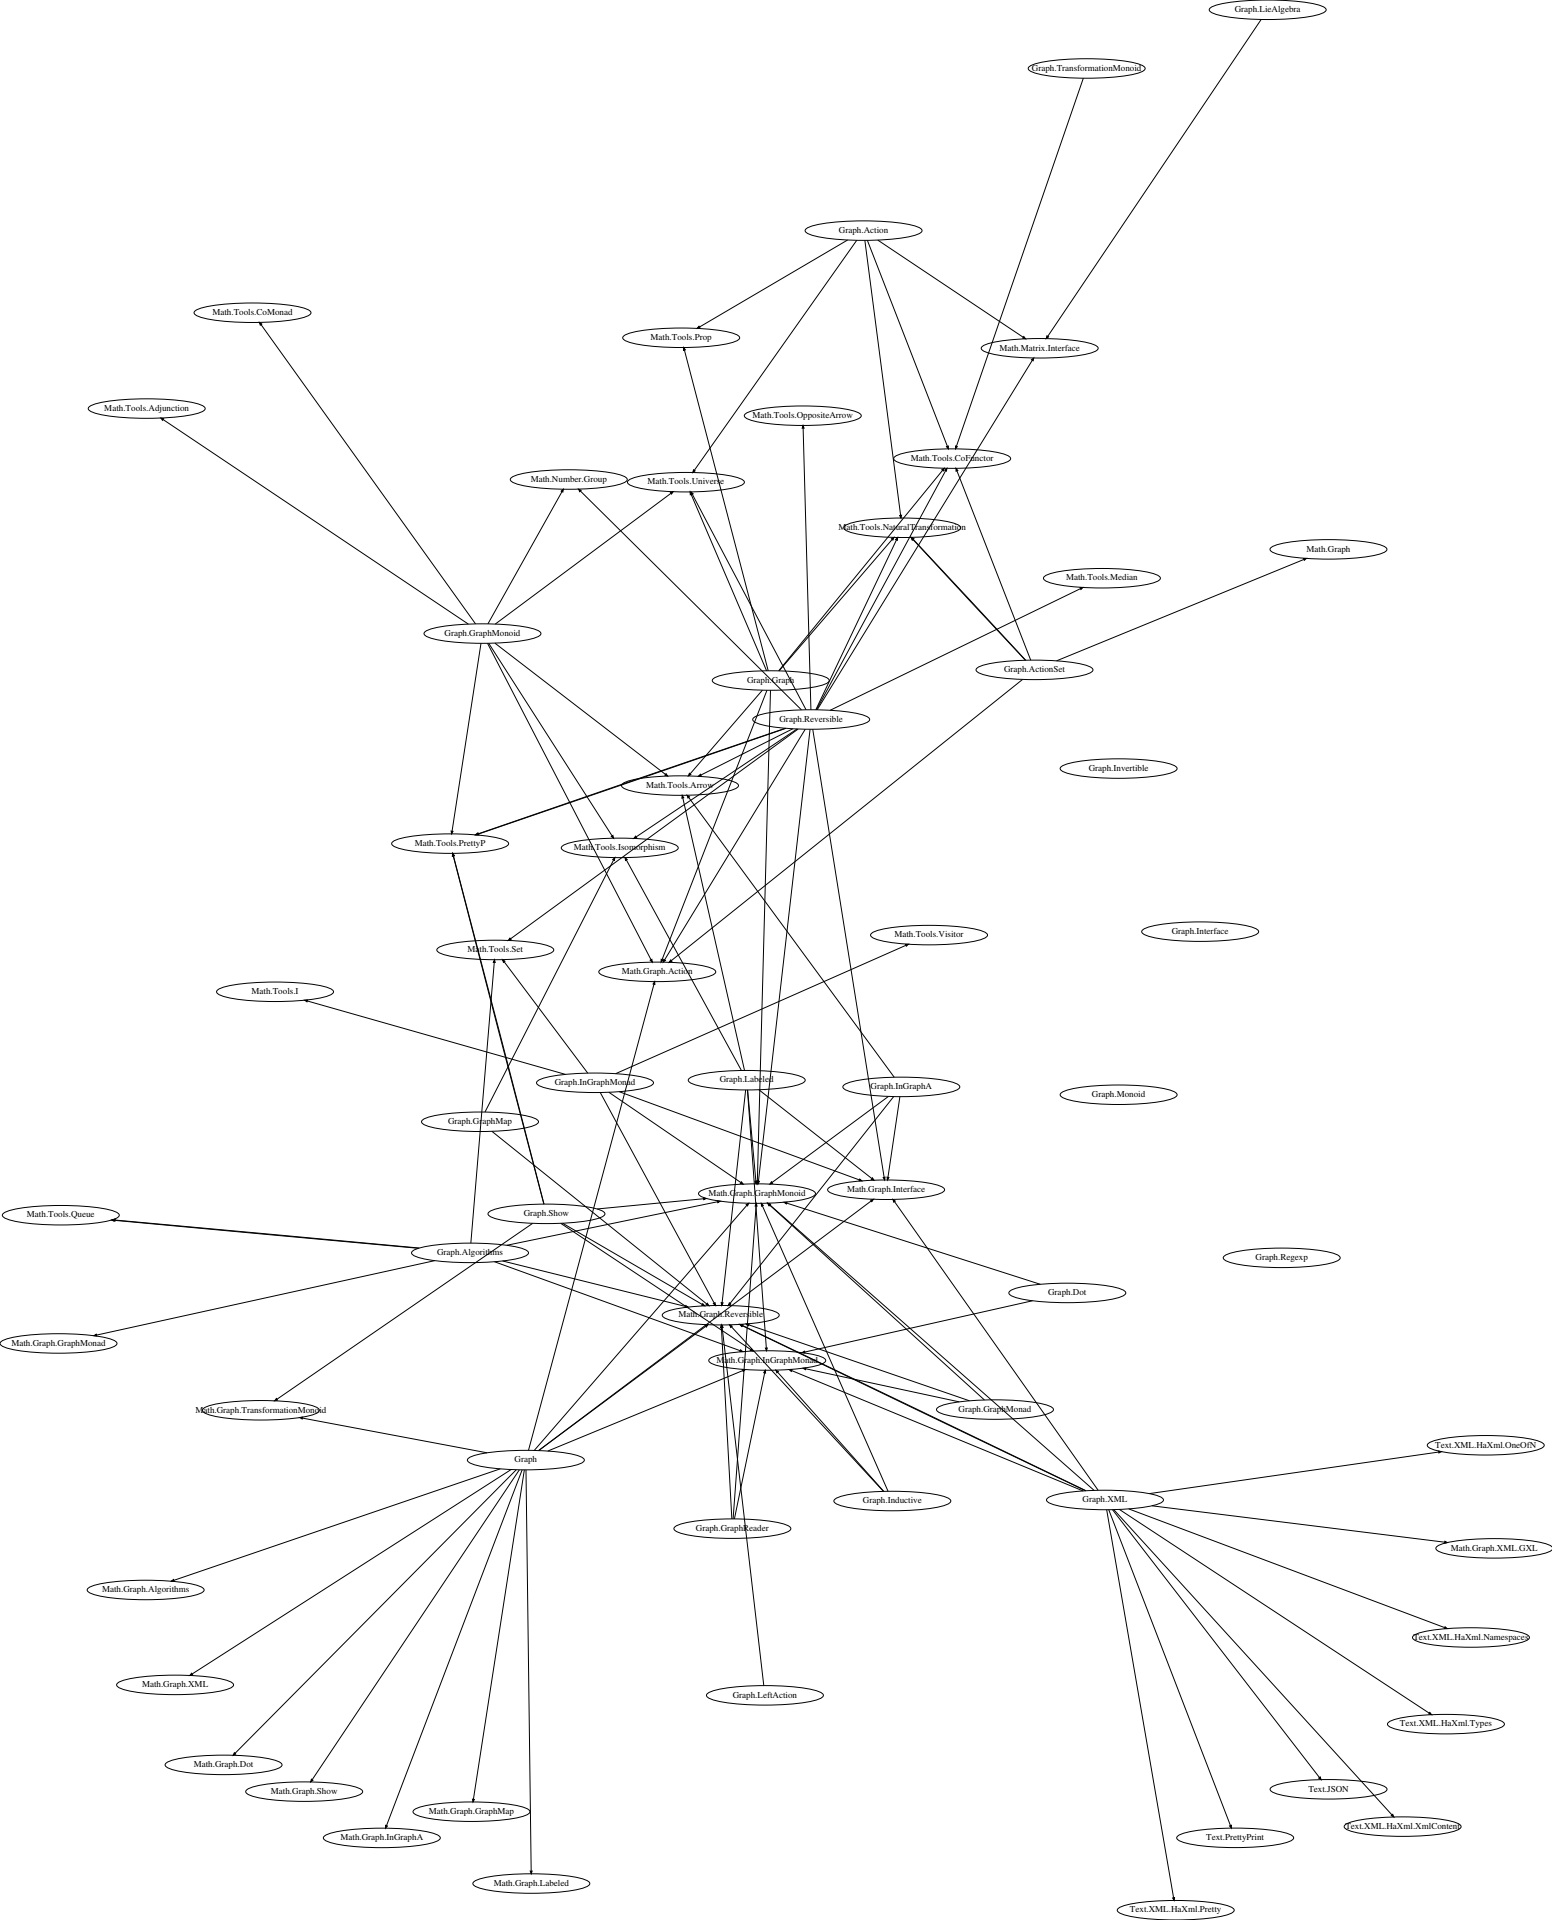 Graph.LieAlgebra
Graph.TransformationMonoid
Graph.Action
Math.Tools.CoMonad
Math.Tools.Prop
Math.Matrix.Interface
Math.Tools.Adjunction
Math.Tools.OppositeArrow
Math.Tools.CoFunctor
Math.Number.Group
Math.Tools.Universe
Math.Tools.NaturalTransformation
Math.Graph
Math.Tools.Median
Graph.GraphMonoid
Graph.ActionSet
Graph.Graph
Graph.Reversible
Graph.Invertible
Math.Tools.Arrow
Math.Tools.PrettyP
Math.Tools.Isomorphism
Graph.Interface
Math.Tools.Visitor
Math.Tools.Set
Math.Graph.Action
Math.Tools.I
Graph.InGraphMonad
Graph.Labeled
Graph.InGraphA
Graph.Monoid
Graph.GraphMap
Math.Graph.GraphMonoid
Math.Graph.Interface
Math.Tools.Queue
Graph.Show
Graph.Algorithms
Graph.Regexp
Graph.Dot
Math.Graph.Reversible
Math.Graph.GraphMonad
Math.Graph.InGraphMonad
Math.Graph.TransformationMonoid
Graph.GraphMonad
Text.XML.HaXml.OneOfN
Graph
Graph.Inductive
Graph.XML
Graph.GraphReader
Math.Graph.XML.GXL
Math.Graph.Algorithms
Text.XML.HaXml.Namespaces
Math.Graph.XML
Graph.LeftAction
Text.XML.HaXml.Types
Math.Graph.Dot
Math.Graph.Show
Text.JSON
Math.Graph.GraphMap
Text.XML.HaXml.XmlContent
Math.Graph.InGraphA
Text.PrettyPrint
Math.Graph.Labeled
Text.XML.HaXml.Pretty